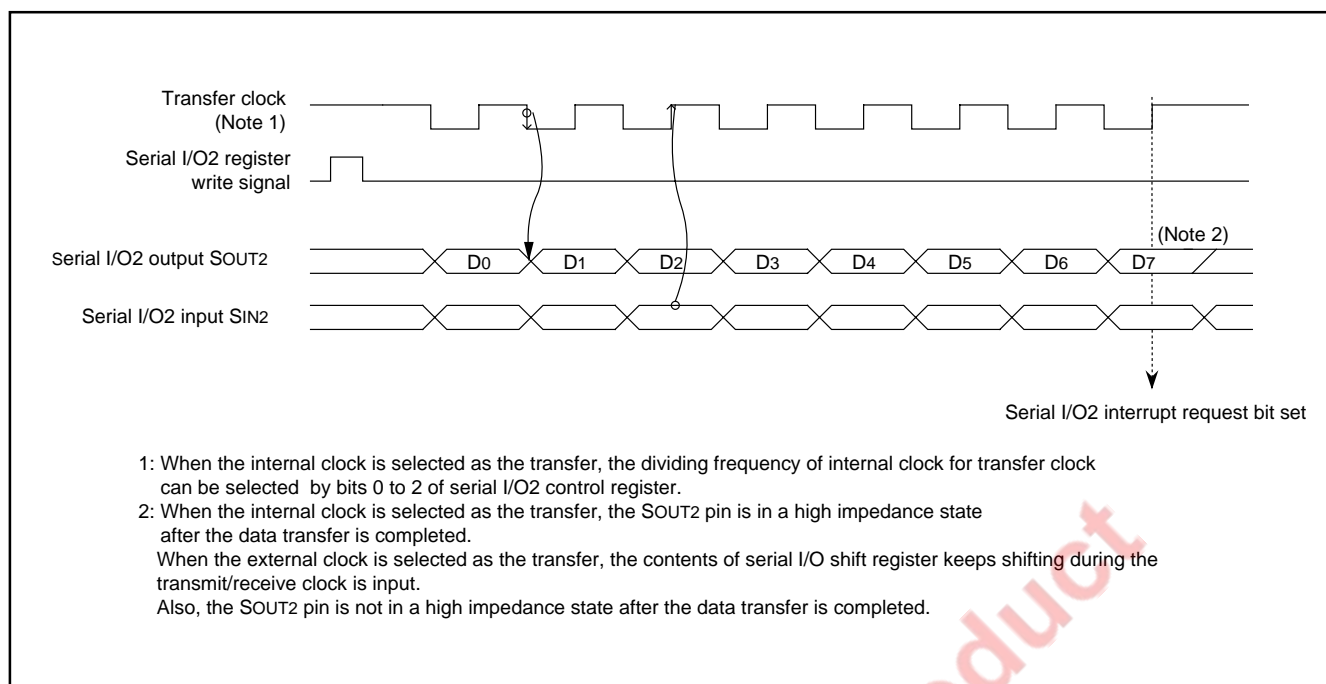 Transfer clock
(Note 1)
Serial I/O2 register
write signal
(Note 2)
Serial I/O2 output SOUT2
D0 D1 D2 D3 D4 D5 D6 D7
Serial I/O2 input SIN2
Serial I/O2 interrupt request bit set
1: When the internal clock is selected as the transfer, the dividing frequency of internal clock for transfer clock
can be selected by bits 0 to 2 of serial I/O2 control register.
2: When the internal clock is selected as the transfer, the SOUT2 pin is in a high impedance state
after the data transfer is completed.
When the external clock is selected as the transfer, the contents of serial I/O shift register keeps shifting during the
transmit/receive clock is input.
Also, the SOUT2 pin is not in a high impedance state after the data transfer is completed.